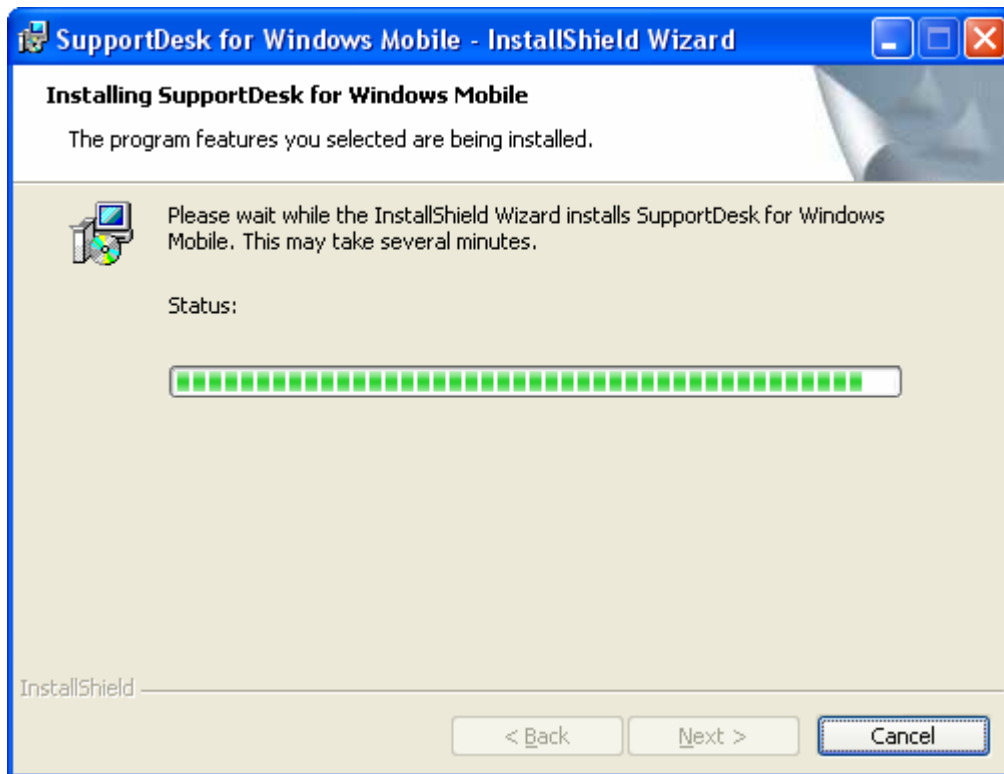 SupportDesk for Windows Mobile - InstallShield Wizard
Installing SupportDesk for Windows Mobile
The program features you selected are being installed.
Please wait while the InstallShield Wizard installs SupportDesk for Windows
Mobile. This may take several minutes.
Status:
InstallShield
< Back Next > Cancel